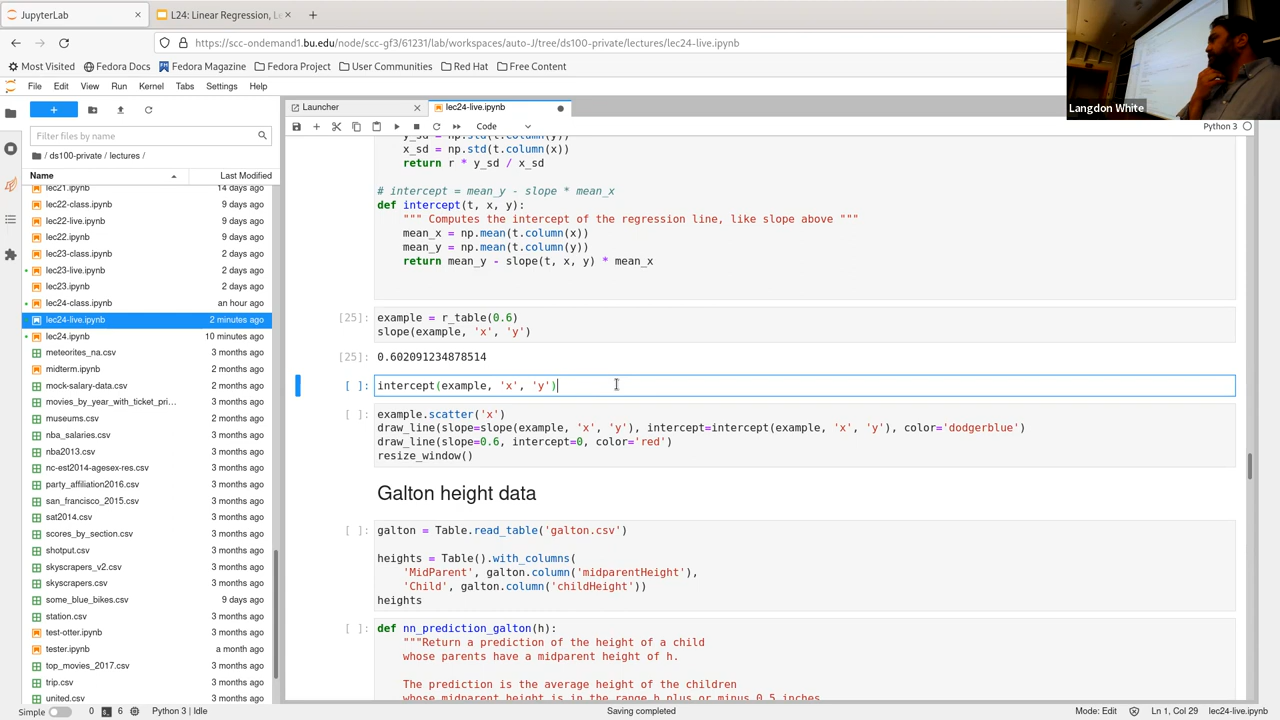 JupyterLab
L24: Linear Regression, Le
https://scc-ondemand1.bu.edu/node/scc-gf3/61231/lab/workspaces/auto-J/tree/ds100-private/lectures/lec24-live.ipynb
Most Visited
Fedora Docs
Fedora Magazine
Fedora Project
User Communities
Red Hat
Free Content
Langdon White
File Edit View Run Kernel Tabs Settings Help
Launcher
lec24-live.ipynb
Filter files by name
Code
Python 3
/ ds100-private / lectures /
Name Last Modified
lec21.ipynb 14 days ago
lec22-class.ipynb 9 days ago
lec22-live.ipynb 9 days ago
lec22.ipynb 9 days ago
lec23-class.ipynb 2 days ago
lec23-live.ipynb 2 days ago
lec23.ipynb 2 days ago
lec24-class.ipynb an hour ago
lec24-live.ipynb 2 minutes ago
lec24.ipynb 10 minutes ago
meteorites_na.csv 3 months ago
midterm.ipynb 2 months ago
mock-salary-data.csv 2 months ago
movies_by_year_with_ticket_pri... 3 months ago
museums.csv 2 months ago
nba_salaries.csv 3 months ago
nba2013.csv 3 months ago
nc-est2014-agesex-res.csv 3 months ago
party_affiliation2016.csv 3 months ago
san_francisco_2015.csv 3 months ago
sat2014.csv 3 months ago
scores_by_section.csv 3 months ago
shotput.csv 3 months ago
skyscrapers_v2.csv 3 months ago
skyscrapers.csv 3 months ago
some_blue_bikes.csv 9 days ago
station.csv 3 months ago
test-otter.ipynb 3 months ago
tester.ipynb a month ago
top_movies_2017.csv 3 months ago
trip.csv 3 months ago
united.csv 3 months ago
y_sd = np.std(t.column(y))
x_sd = np.std(t.column(x))
return r * y_sd / x_sd
# intercept = mean_y - slope * mean_x
def intercept(t, x, y):
""" Computes the intercept of the regression line, like slope above """
mean_x = np.mean(t.column(x))
mean_y = np.mean(t.column(y))
return mean_y - slope(t, x, y) * mean_x
[25]: example = r_table(0.6)
slope(example, 'x', 'y')
[25]: 0.602091234878514
[ ]: intercept(example, 'x', 'y')
[ ]: example.scatter('x')
draw_line(slope=slope(example, 'x', 'y'), intercept=intercept(example, 'x', 'y'), color='dodgerblue')
draw_line(slope=0.6, intercept=0, color='red')
resize_window()
Galton height data
[ ]: galton = Table.read_table('galton.csv')
heights = Table().with_columns(
'MidParent', galton.column('midparentHeight'),
'Child', galton.column('childHeight'))
heights
[ ]: def nn_prediction_galton(h):
"""Return a prediction of the height of a child
whose parents have a midparent height of h.
The prediction is the average height of the children
whose midparent height is in the range h plus or minus 0.5 inches.
Simple 0 6 Python 3 | Idle
Saving completed
Mode: Edit Ln 1, Col 29 lec24-live.ipynb